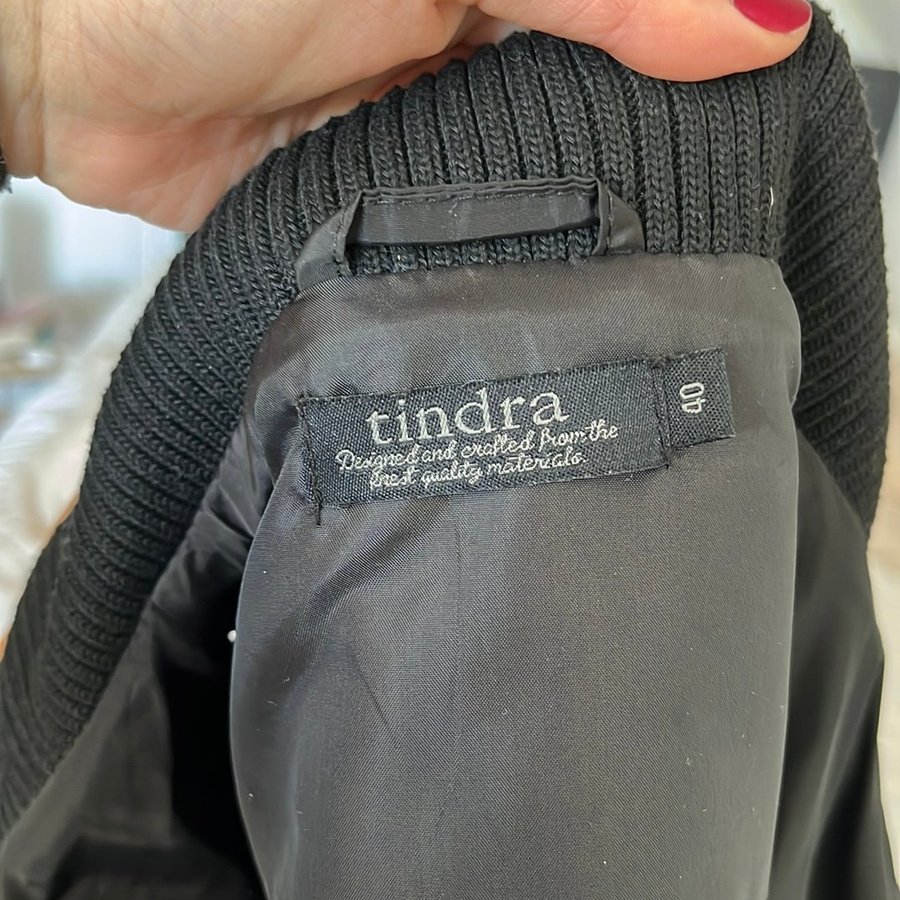 tindra
Designed and crafted from the
finest quality materials.
40